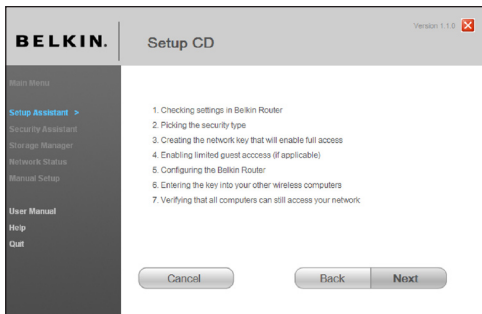 Version 1.1.0
BELKIN.
Setup CD
Main Menu
Setup Assistant >
Security Assistant
Storage Manager
Network Status
Manual Setup
User Manual
Help
Quit
1. Checking settings in Belkin Router
2. Picking the security type
3. Creating the network key that will enable full access
4. Enabling limited guest acccess (if applicable)
5. Configuring the Belkin Router
6. Entering the key into your other wireless computers
7. Verifying that all computers can still access your network
Cancel
Back
Next